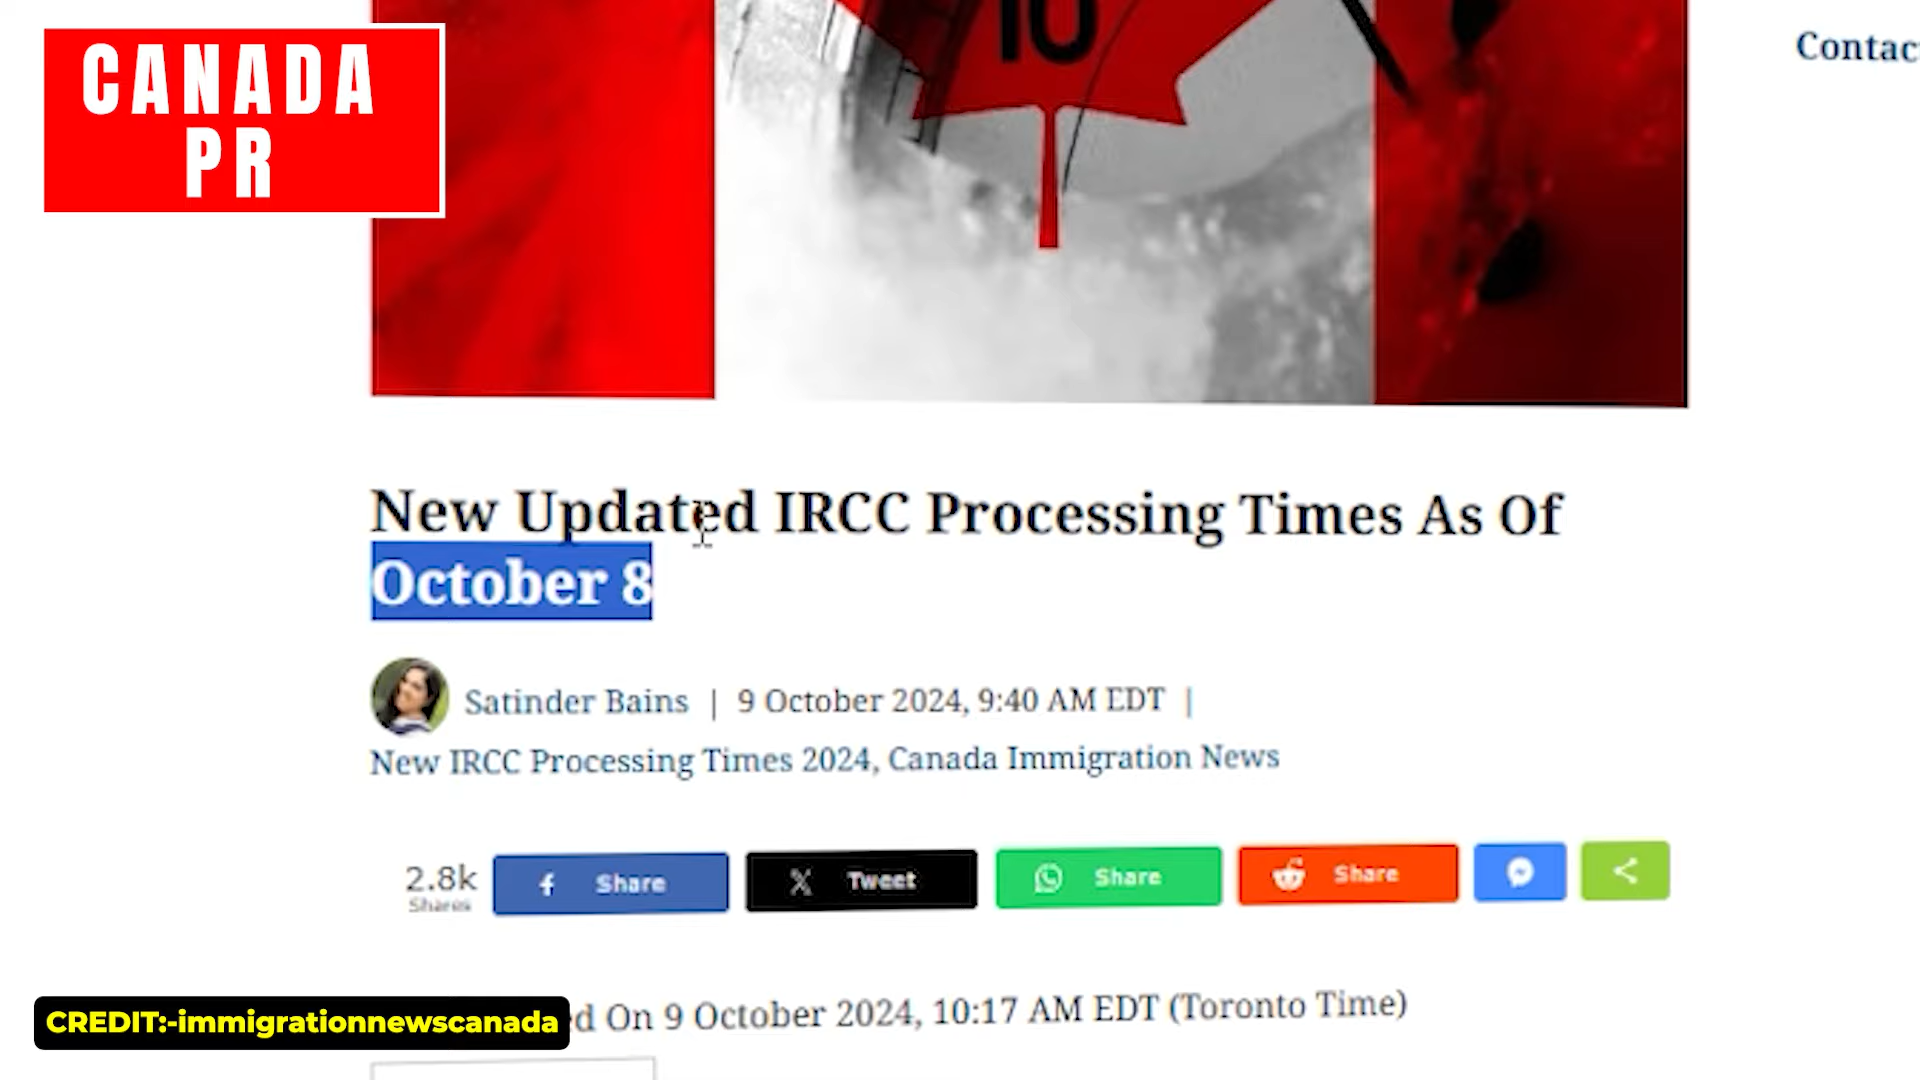 CANADA
PR
10
Contac
New Updated IRCC Processing Times As Of
October 8
Satinder Bains | 9 October 2024, 9:40 AM EDT |
New IRCC Processing Times 2024, Canada Immigration News
2.8k
Shares
Share
Tweet
Share
Share
d On 9 October 2024, 10:17 AM EDT (Toronto Time)
CREDIT:-immigrationnewscanada